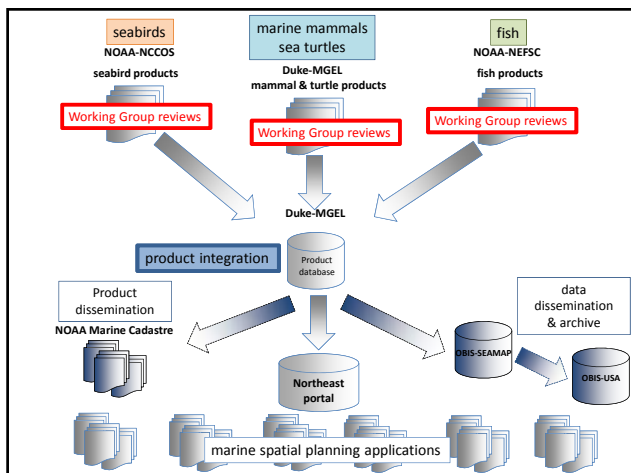 seabirds
NOAA-NCCOS
seabird products
Working Group reviews
marine mammals
sea turtles
Duke-MGEL
mammal & turtle products
Working Group reviews
fish
NOAA-NEFSC
fish products
Working Group reviews
Duke-MGEL
product integration
Product
database
Product
dissemination
NOAA Marine Cadastre
Northeast
portal
data
dissemination
& archive
OBIS-SEAMAP
OBIS-USA
marine spatial planning applications